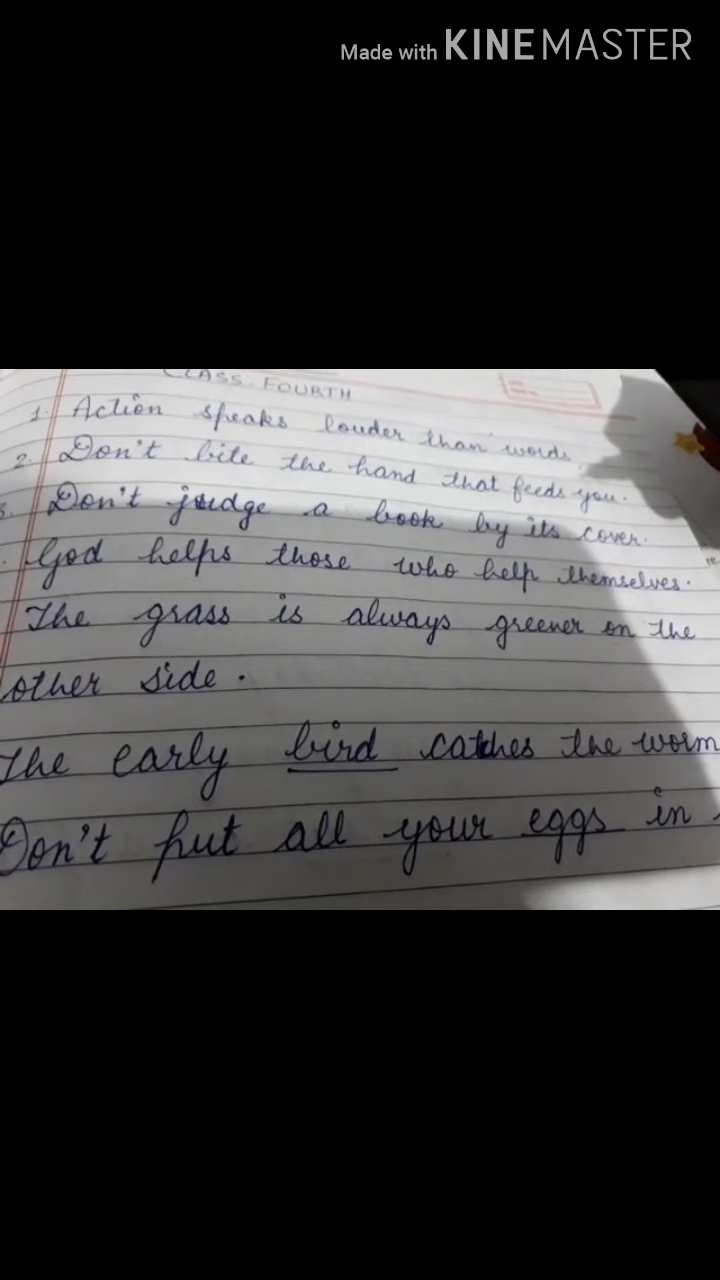 Made with KINEMASTER
CLASS-FOURTH
1. Action speaks louder than words.
2. Don't bite the hand that feeds you.
3. Don't judge a book by its cover.
God helps those who help themselves.
The grass is always greener on the
other side.
The early bird catches the worm
Don't put all your eggs in